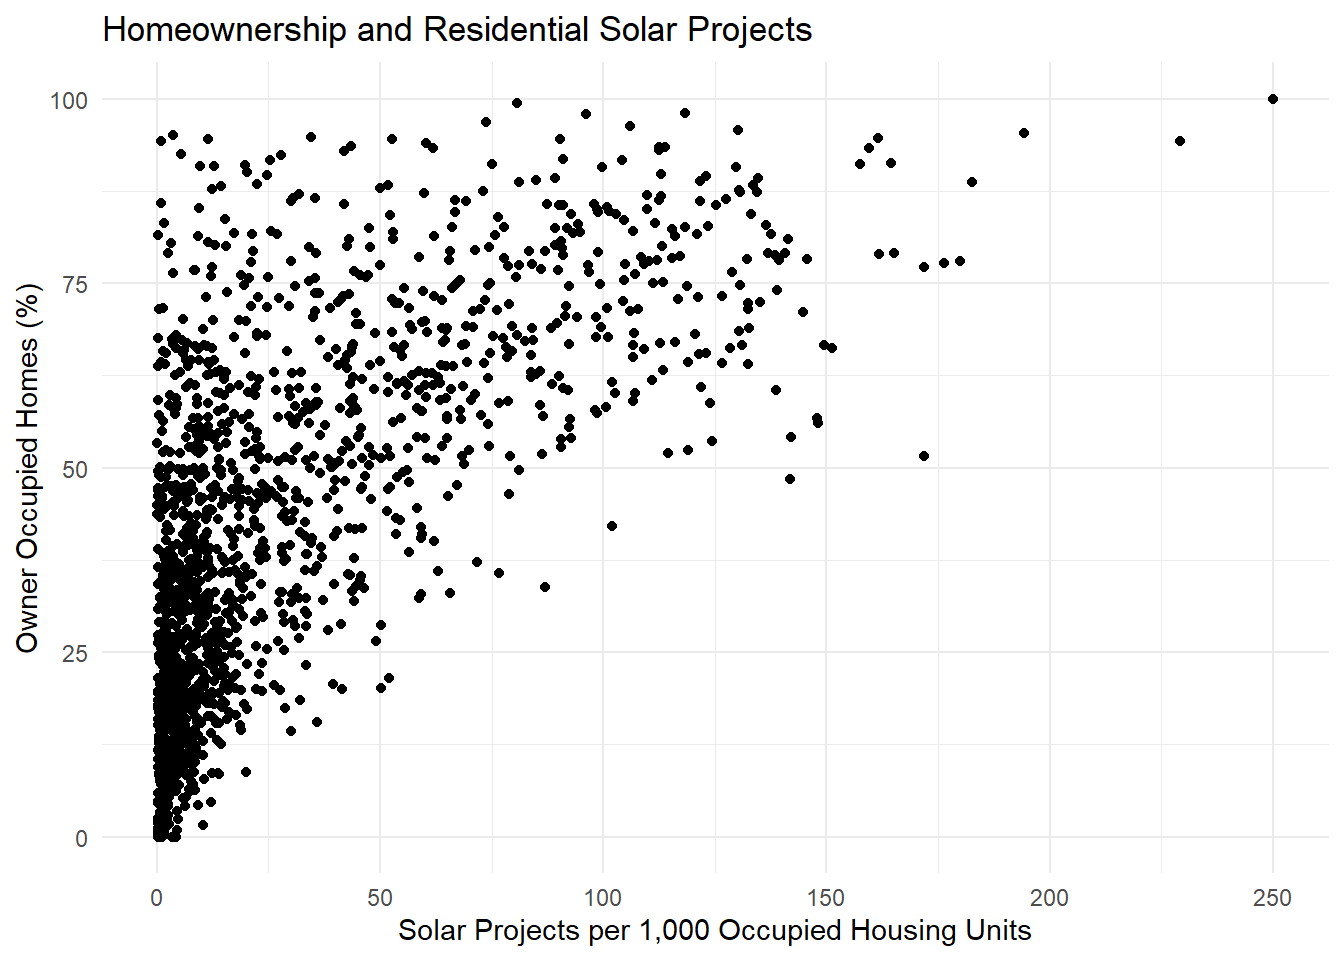 Homeownership and Residential Solar Projects
Owner Occupied Homes (%)
100
75
50
25
0
0 50 100 150 200 250
Solar Projects per 1,000 Occupied Housing Units